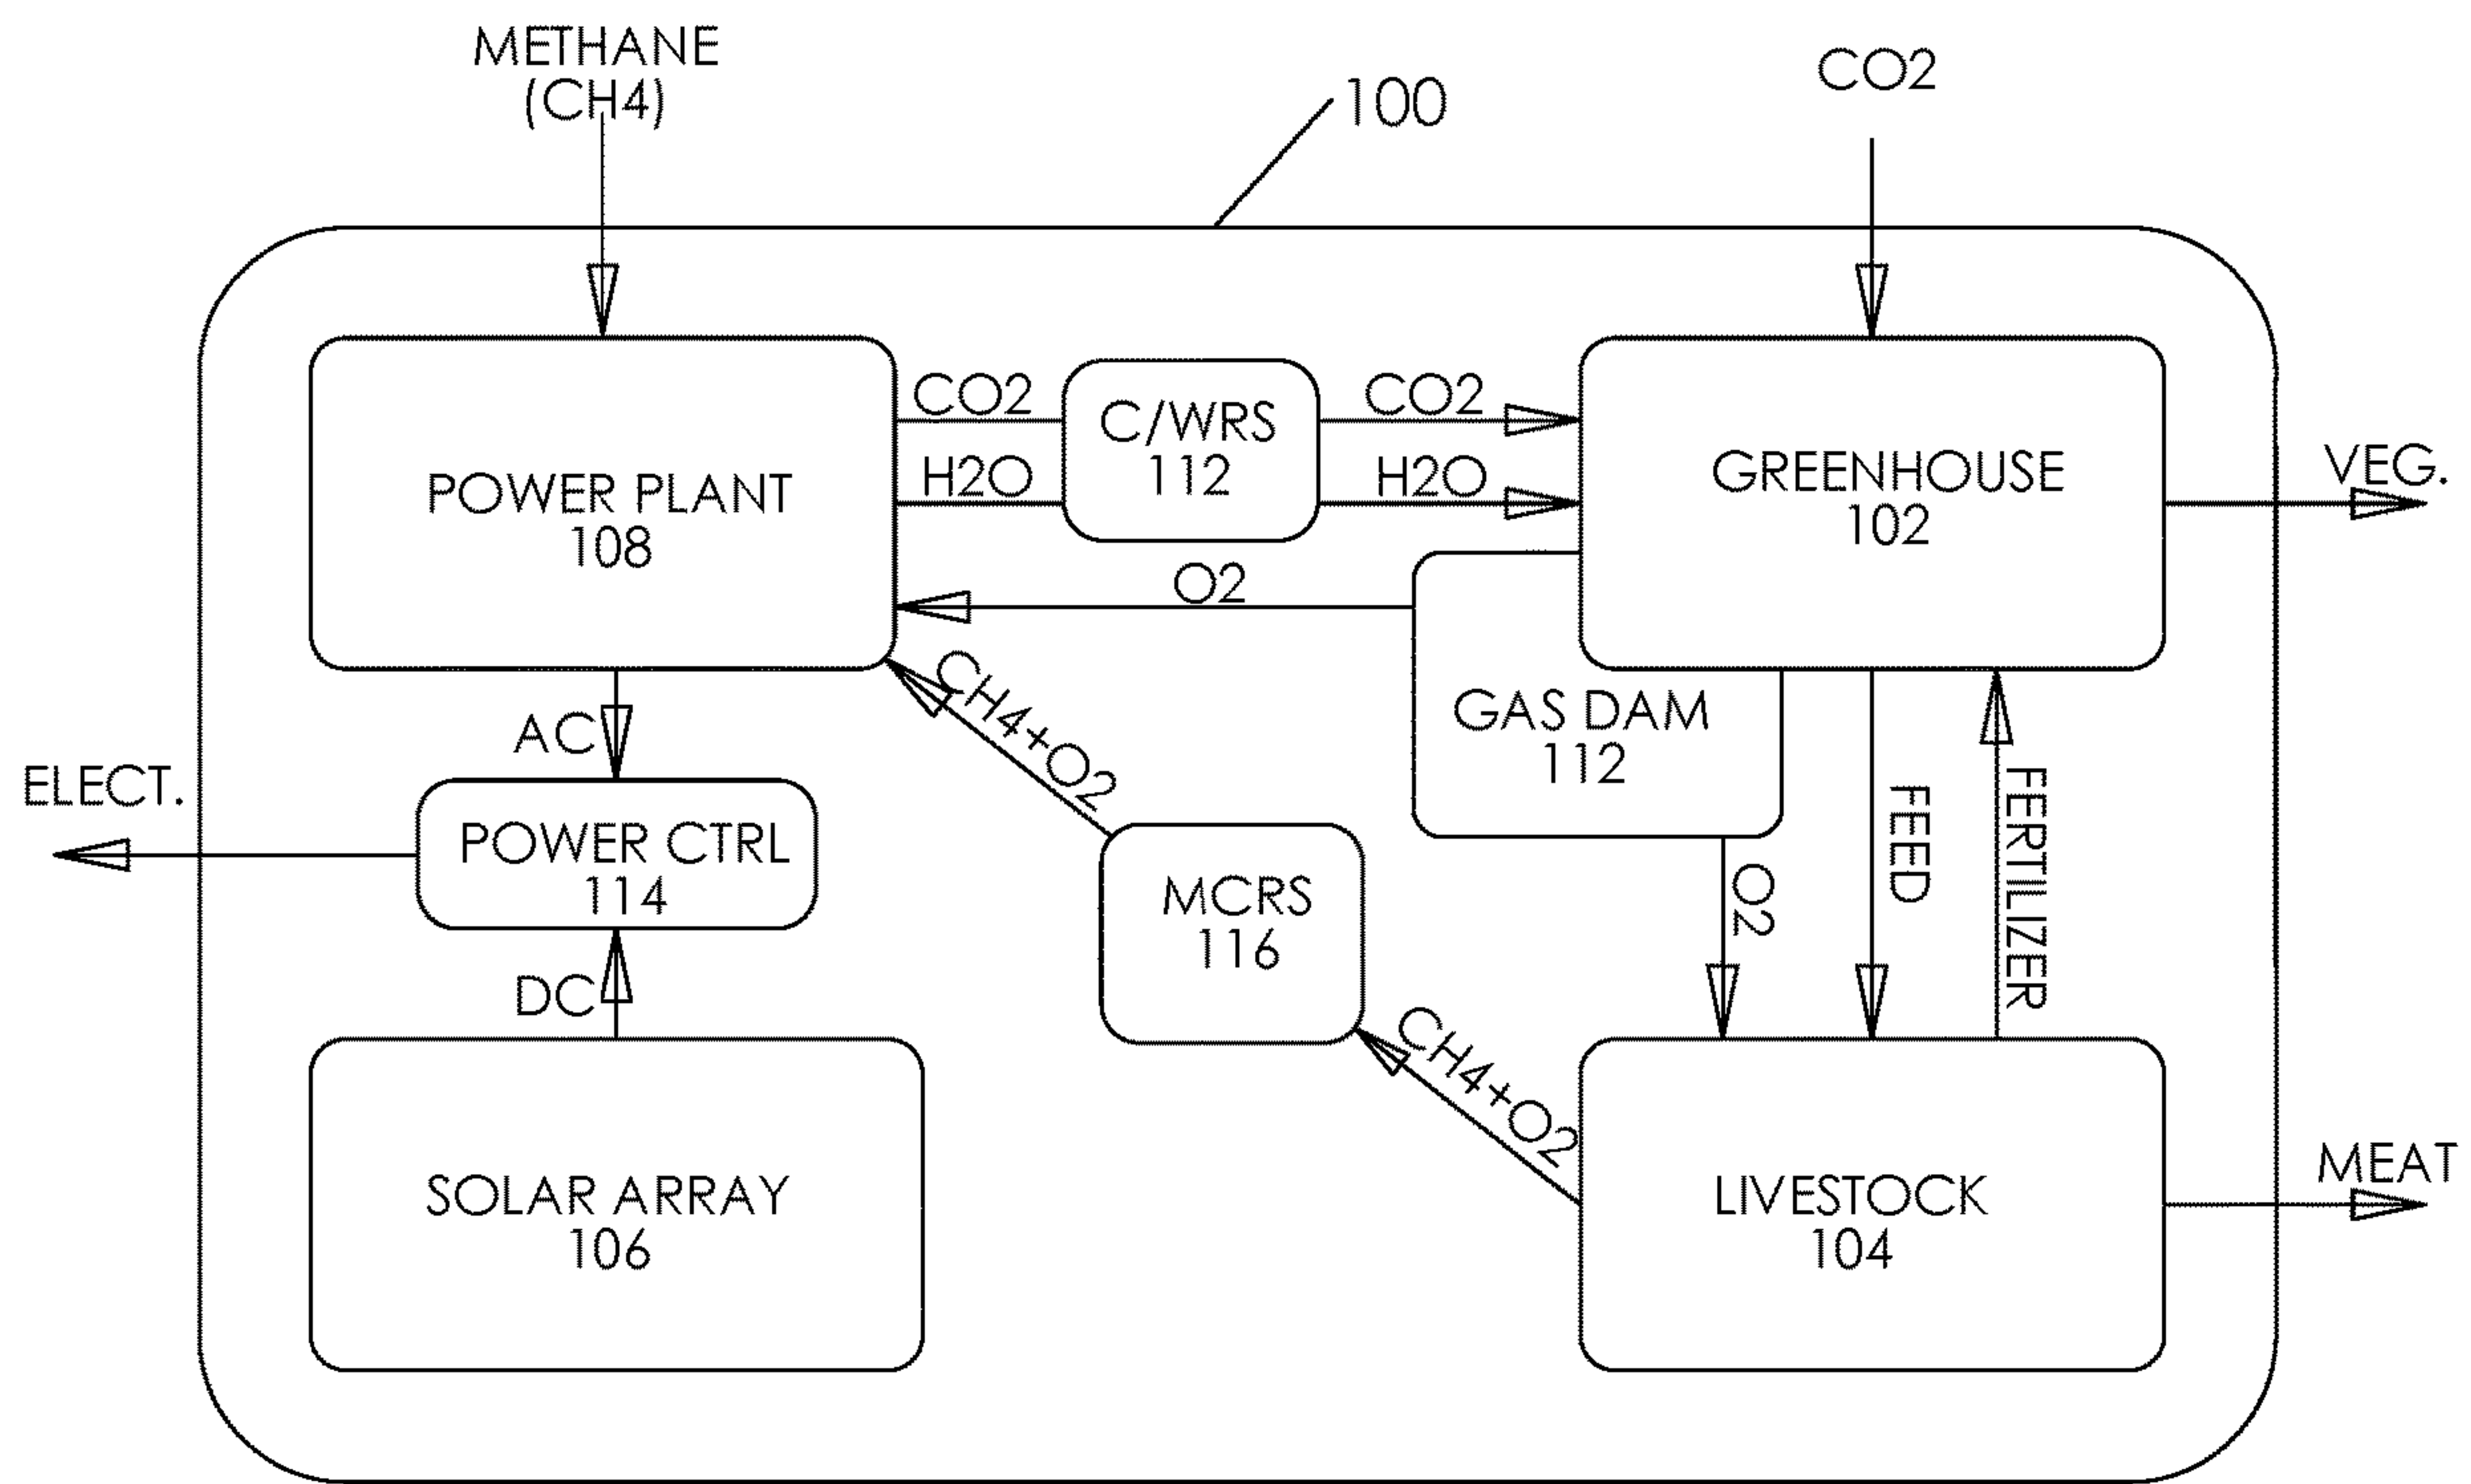 METHANE
(CH4)
100
CO2
POWER PLANT
108
CO2
H2O
C/WRS
112
CO2
H2O
GREENHOUSE
102
VEG.
O2
GAS DAM
112
CH4+O2
AC
ELECT.
POWER CTRL
114
DC
MCRS
116
O2
FEED
FERTILIZER
CH4+O2
SOLAR ARRAY
106
LIVESTOCK
104
MEAT